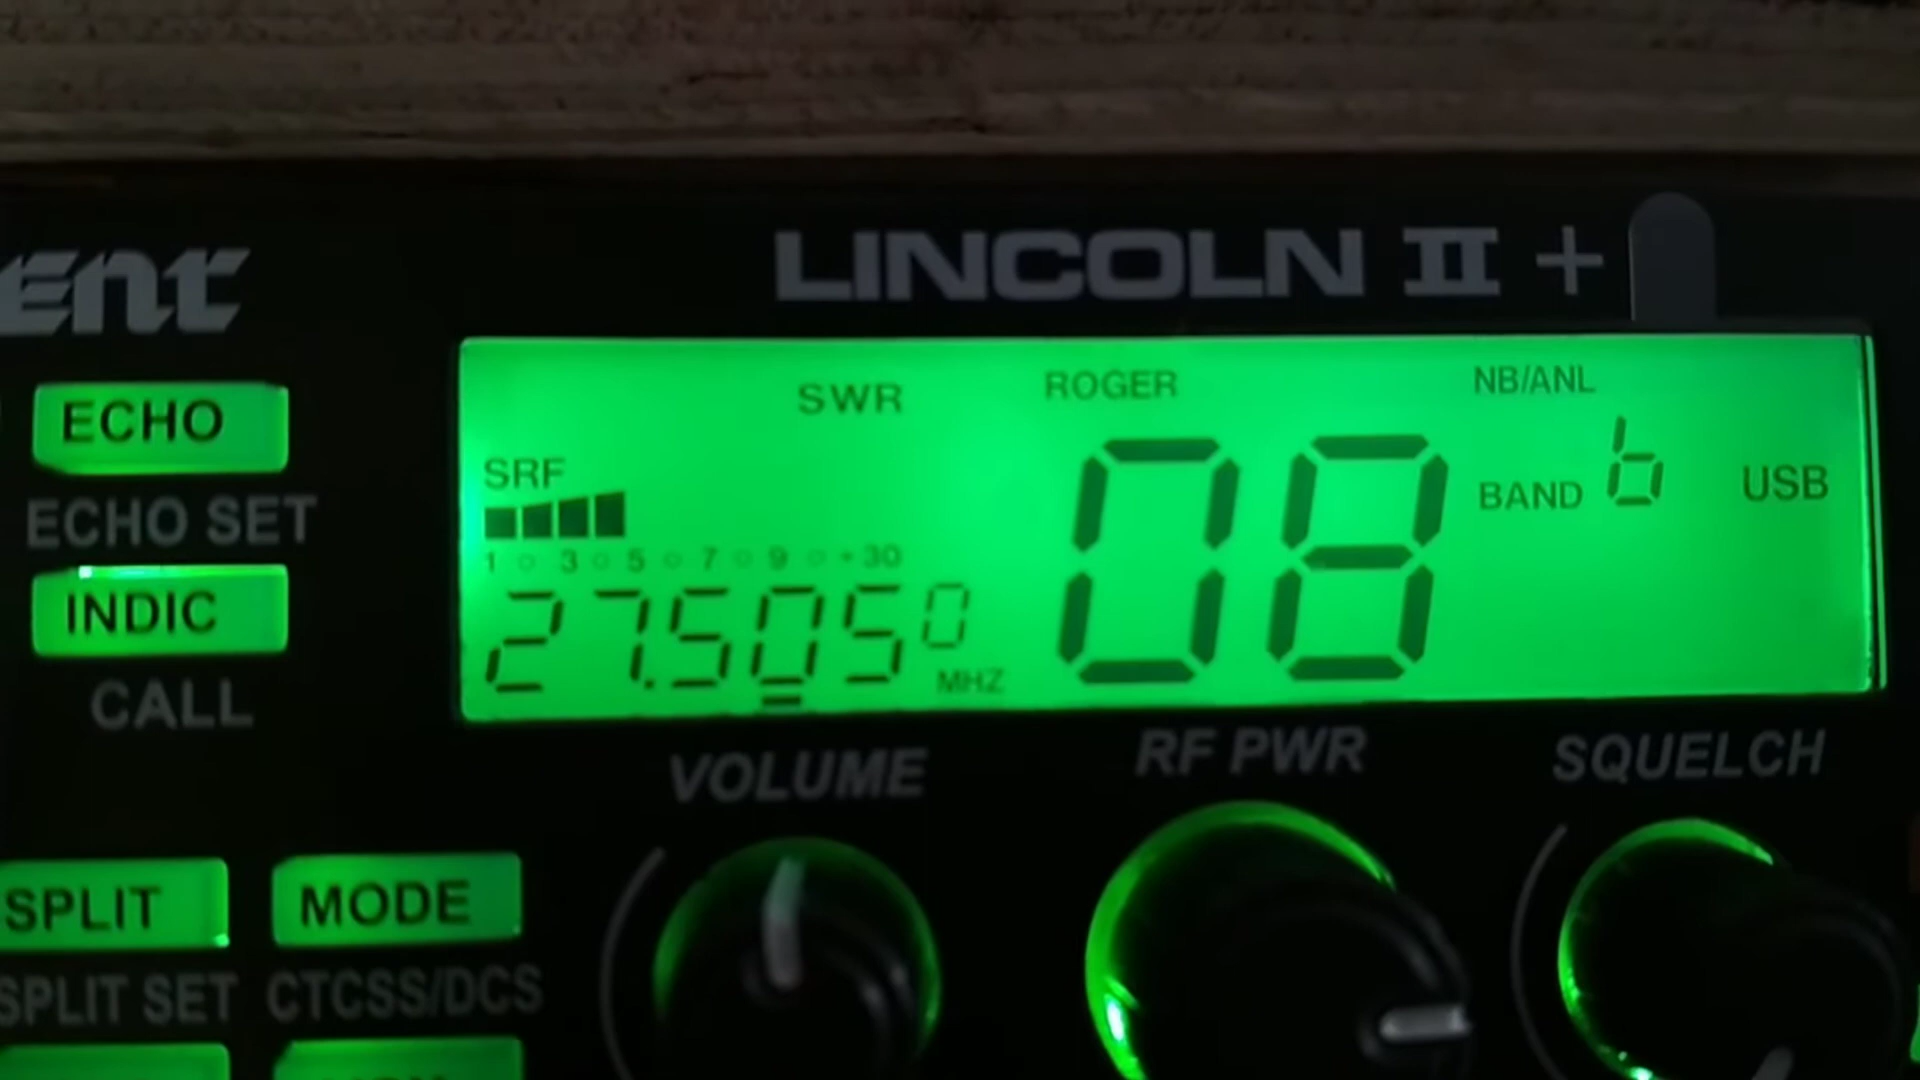 ent
LINCOLN II +
ECHO
ECHO SET
INDIC
CALL
SWR
ROGER
NB/ANL
SRF
1 3 5 7 9 +30
27.5050
MHZ
08
BAND b
USB
VOLUME
RF PWR
SQUELCH
SPLIT
MODE
SPLIT SET
CTCSS/DCS